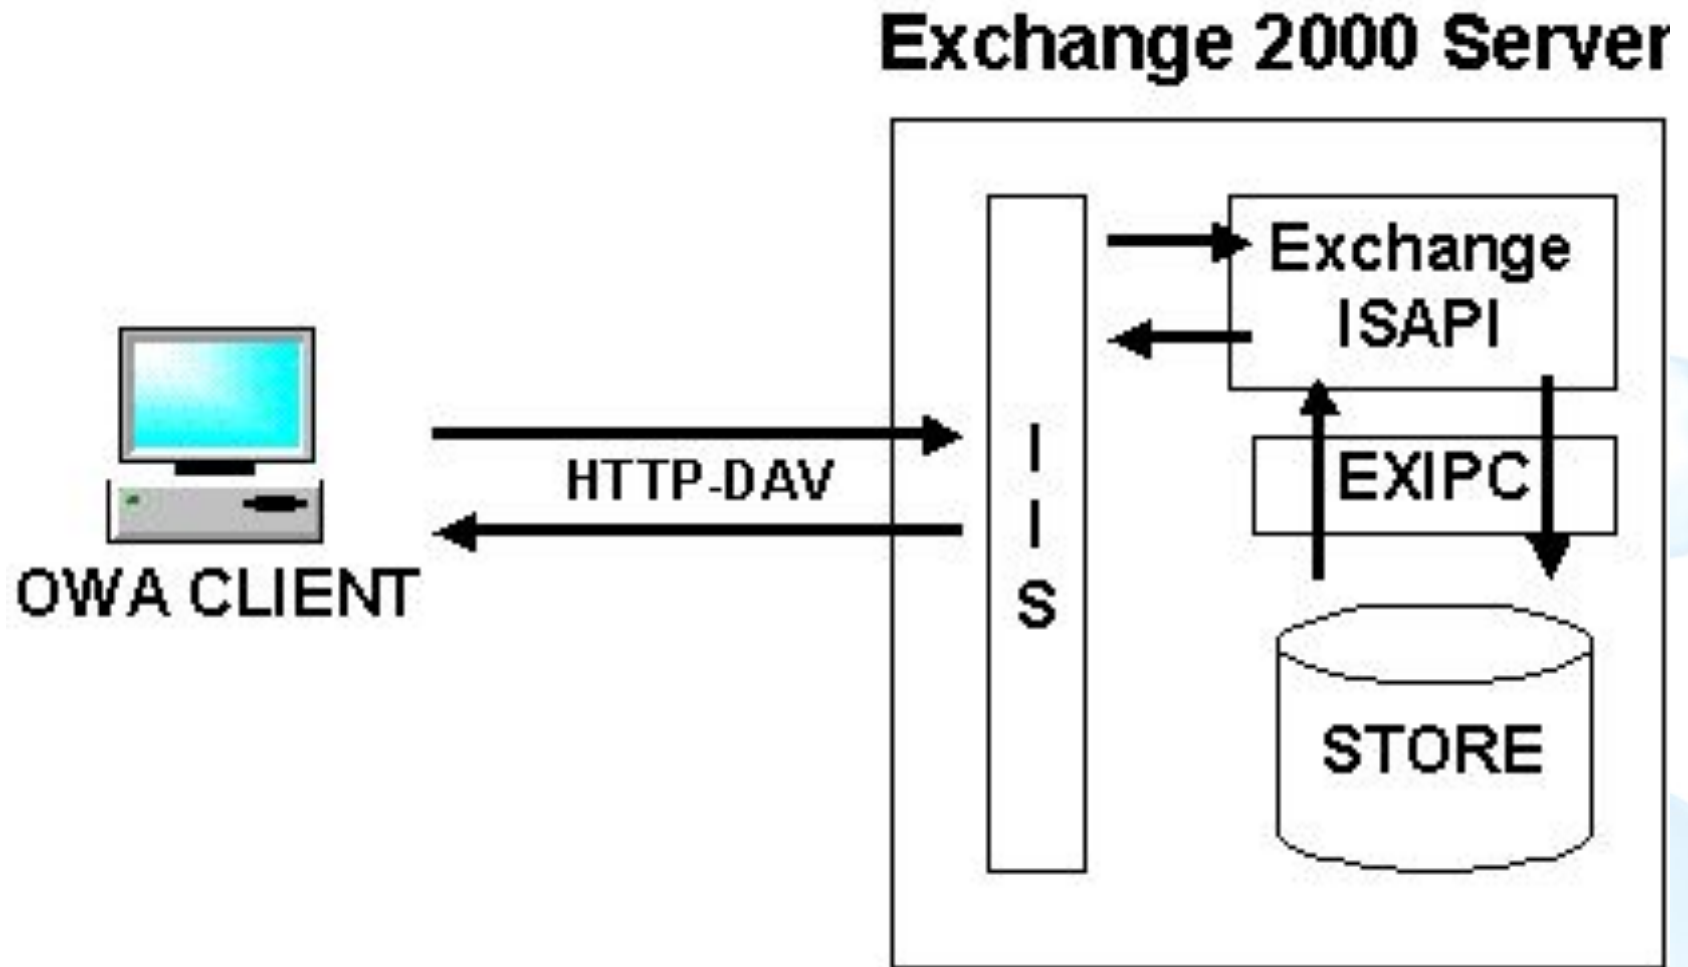 Exchange 2000 Server
Exchange
ISAPI
EXIPC
HTTP-DAV
I
I
S
OWA CLIENT
STORE